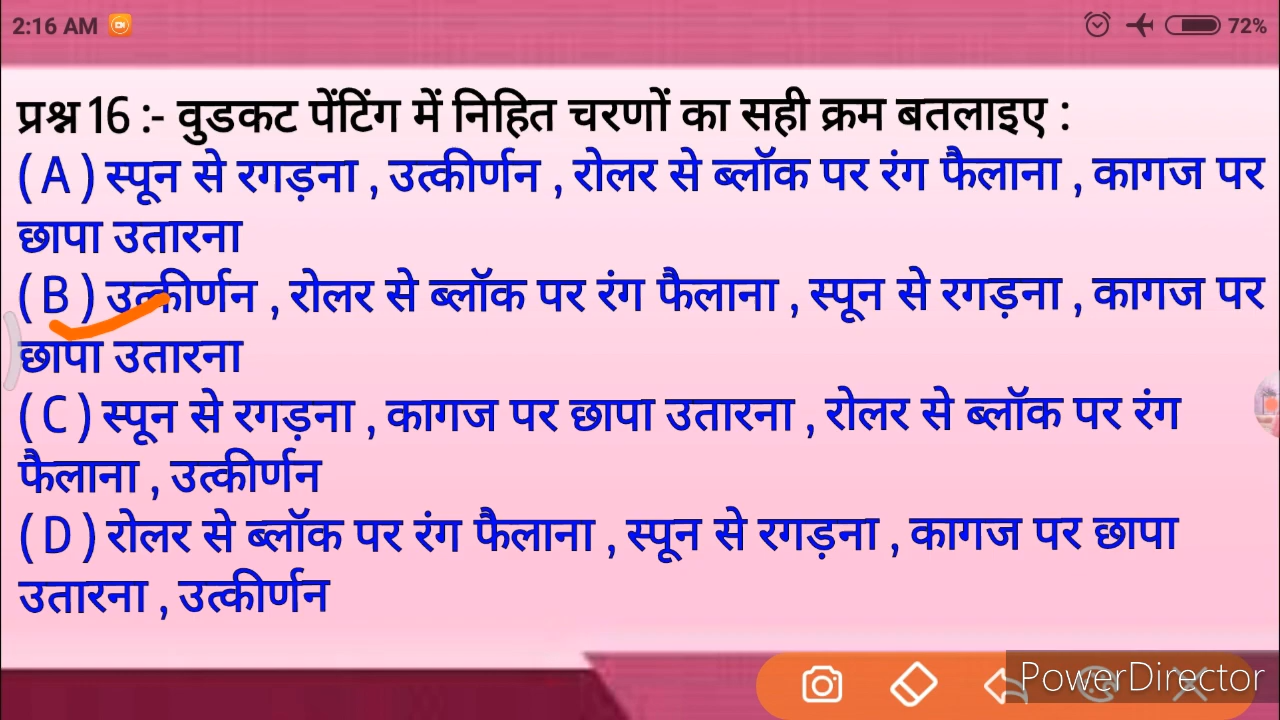 2:16 AM
72%
प्रश्न 16 :- वुडकट पेंटिंग में निहित चरणों का सही क्रम बतलाइए :
( A ) स्पून से रगड़ना , उत्कीर्णन , रोलर से ब्लॉक पर रंग फैलाना , कागज पर
छापा उतारना
( B ) उत्कीर्णन , रोलर से ब्लॉक पर रंग फैलाना , स्पून से रगड़ना , कागज पर
छापा उतारना
( C ) स्पून से रगड़ना , कागज पर छापा उतारना , रोलर से ब्लॉक पर रंग
फैलाना , उत्कीर्णन
( D ) रोलर से ब्लॉक पर रंग फैलाना , स्पून से रगड़ना , कागज पर छापा
उतारना , उत्कीर्णन
PowerDirector